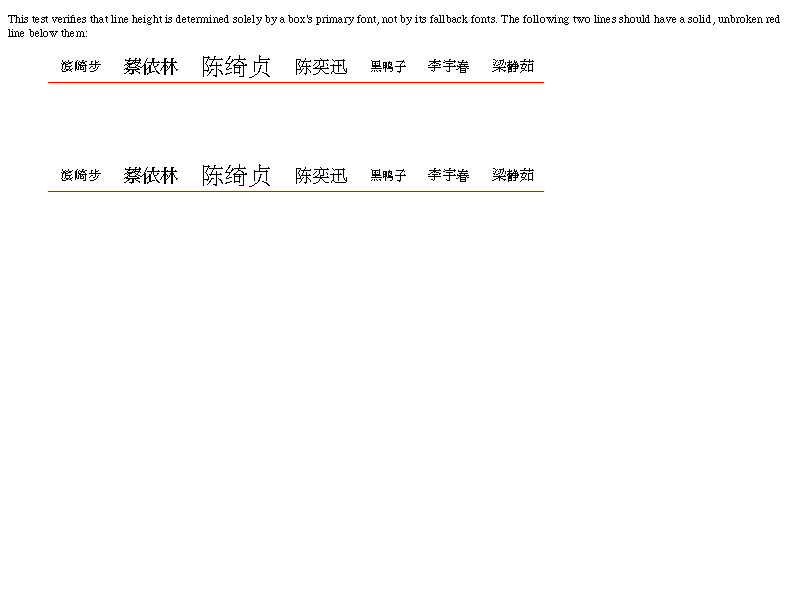 This test verifies that line height is determined solely by a box's primary font, not by its fallback fonts. The following two lines should have a solid, unbroken red
line below them:
滨崎步 蔡依林 陈绮贞 陈奕迅 黑鸭子 李宇春 梁静茹
滨崎步 蔡依林 陈绮贞 陈奕迅 黑鸭子 李宇春 梁静茹